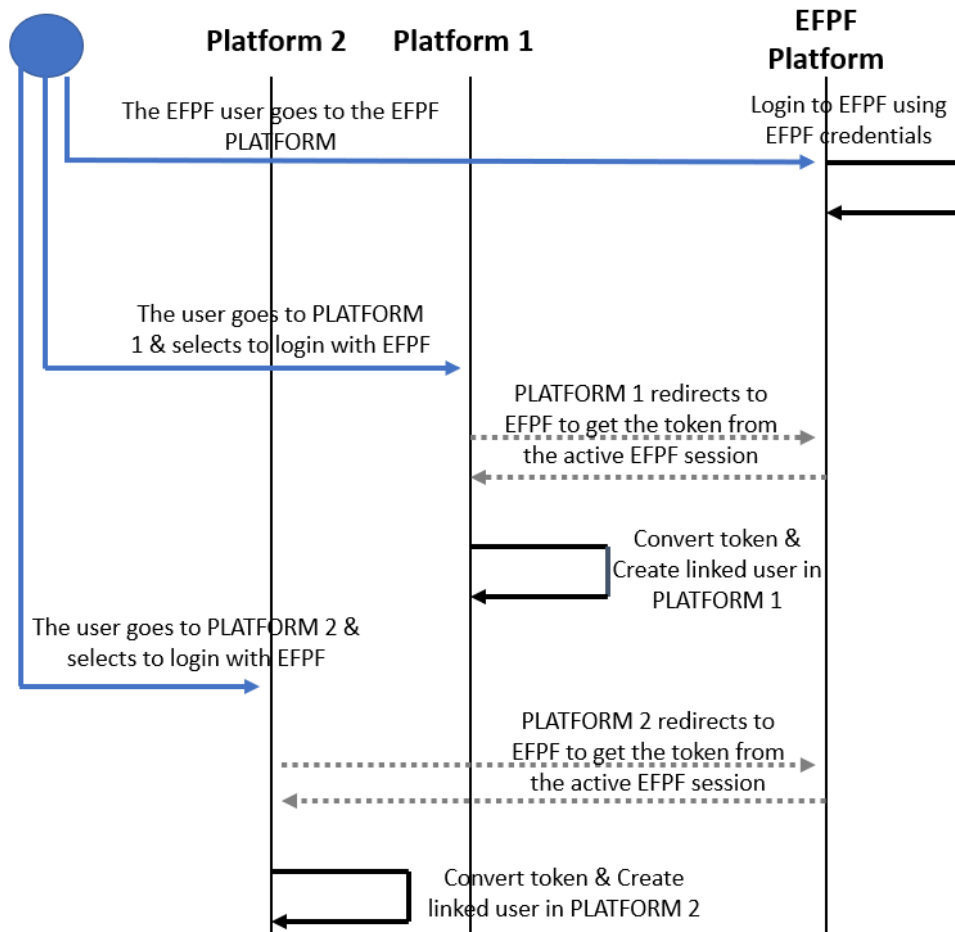 Platform 2
Platform 1
EFPF
Platform
The EFPF user goes to the EFPF
PLATFORM
Login to EFPF using
EFPF credentials
The user goes to PLATFORM
1 & selects to login with EFPF
PLATFORM 1 redirects to
EFPF to get the token from
the active EFPF session
Convert token &
Create linked user in
PLATFORM 1
The user goes to PLATFORM 2 &
selects to login with EFPF
PLATFORM 2 redirects to
EFPF to get the token from
the active EFPF session
Convert token & Create
linked user in PLATFORM 2